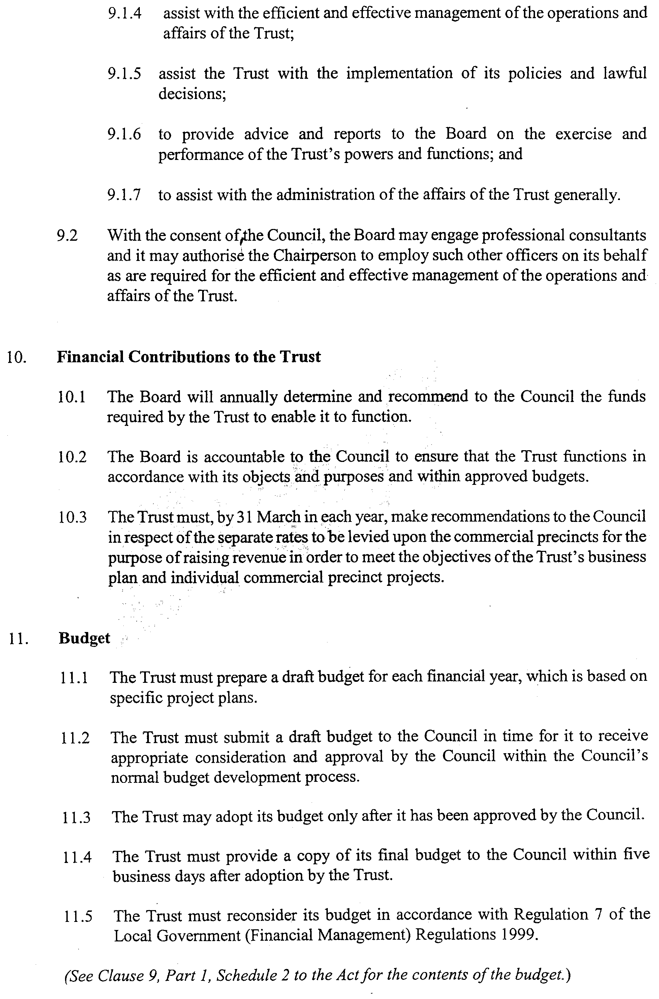 9.1.4 assist with the efficient and effective management of the operations and
affairs of the Trust;
9.1.5 assist the Trust with the implementation of its policies and lawful
decisions;
9.1.6 to provide advice and reports to the Board on the exercise and
performance of the Trust's powers and functions; and
9.1.7 to assist with the administration of the affairs of the Trust generally.
9.2 With the consent of the Council, the Board may engage professional consultants
and it may authorise the Chairperson to employ such other officers on its behalf
as are required for the efficient and effective management of the operations and
affairs of the Trust.
10. Financial Contributions to the Trust
10.1 The Board will annually determine and recommend to the Council the funds
required by the Trust to enable it to function.
10.2 The Board is accountable to the Council to ensure that the Trust functions in
accordance with its objects and purposes and within approved budgets.
10.3 The Trust must, by 31 March in each year, make recommendations to the Council
in respect of the separate rates to be levied upon the commercial precincts for the
purpose of raising revenue in order to meet the objectives of the Trust's business
plan and individual commercial precinct projects.
11. Budget
11.1 The Trust must prepare a draft budget for each financial year, which is based on
specific project plans.
11.2 The Trust must submit a draft budget to the Council in time for it to receive
appropriate consideration and approval by the Council within the Council's
normal budget development process.
11.3 The Trust may adopt its budget only after it has been approved by the Council.
11.4 The Trust must provide a copy of its final budget to the Council within five
business days after adoption by the Trust.
11.5 The Trust must reconsider its budget in accordance with Regulation 7 of the
Local Government (Financial Management) Regulations 1999.
(See Clause 9, Part 1, Schedule 2 to the Act for the contents of the budget.)